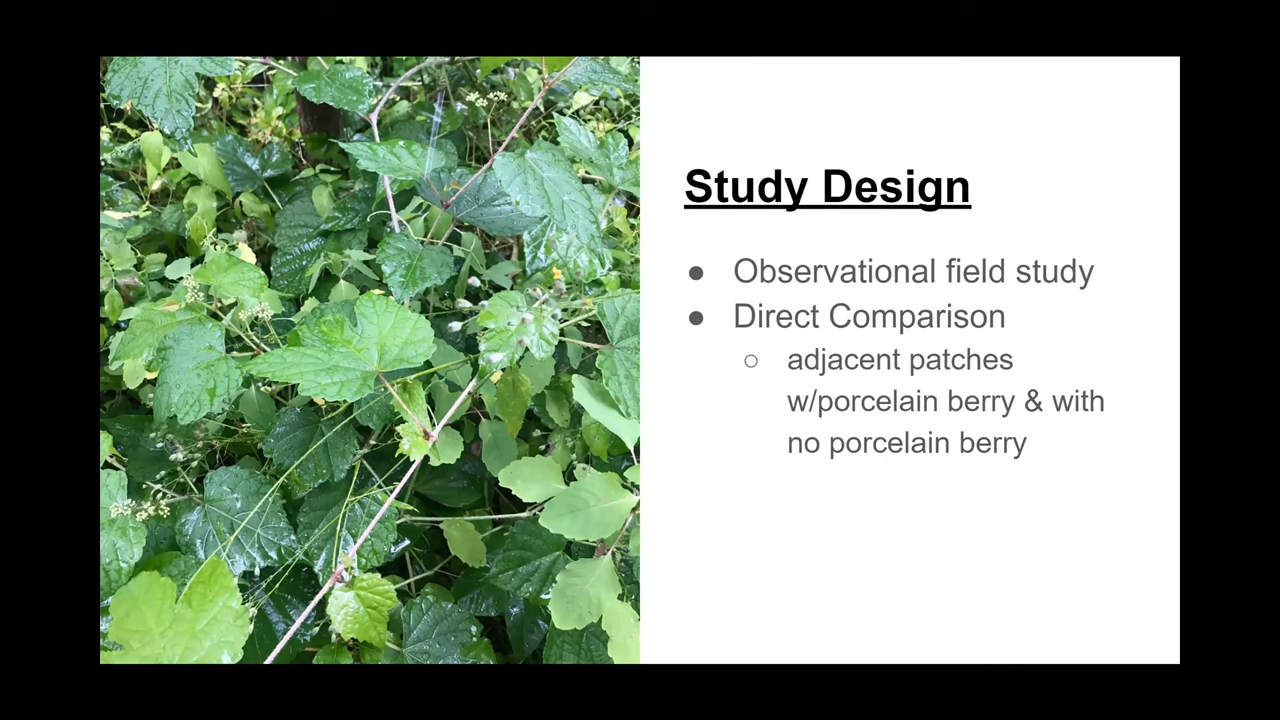 Study Design
● Observational field study
● Direct Comparison
○ adjacent patches
w/porcelain berry & with
no porcelain berry